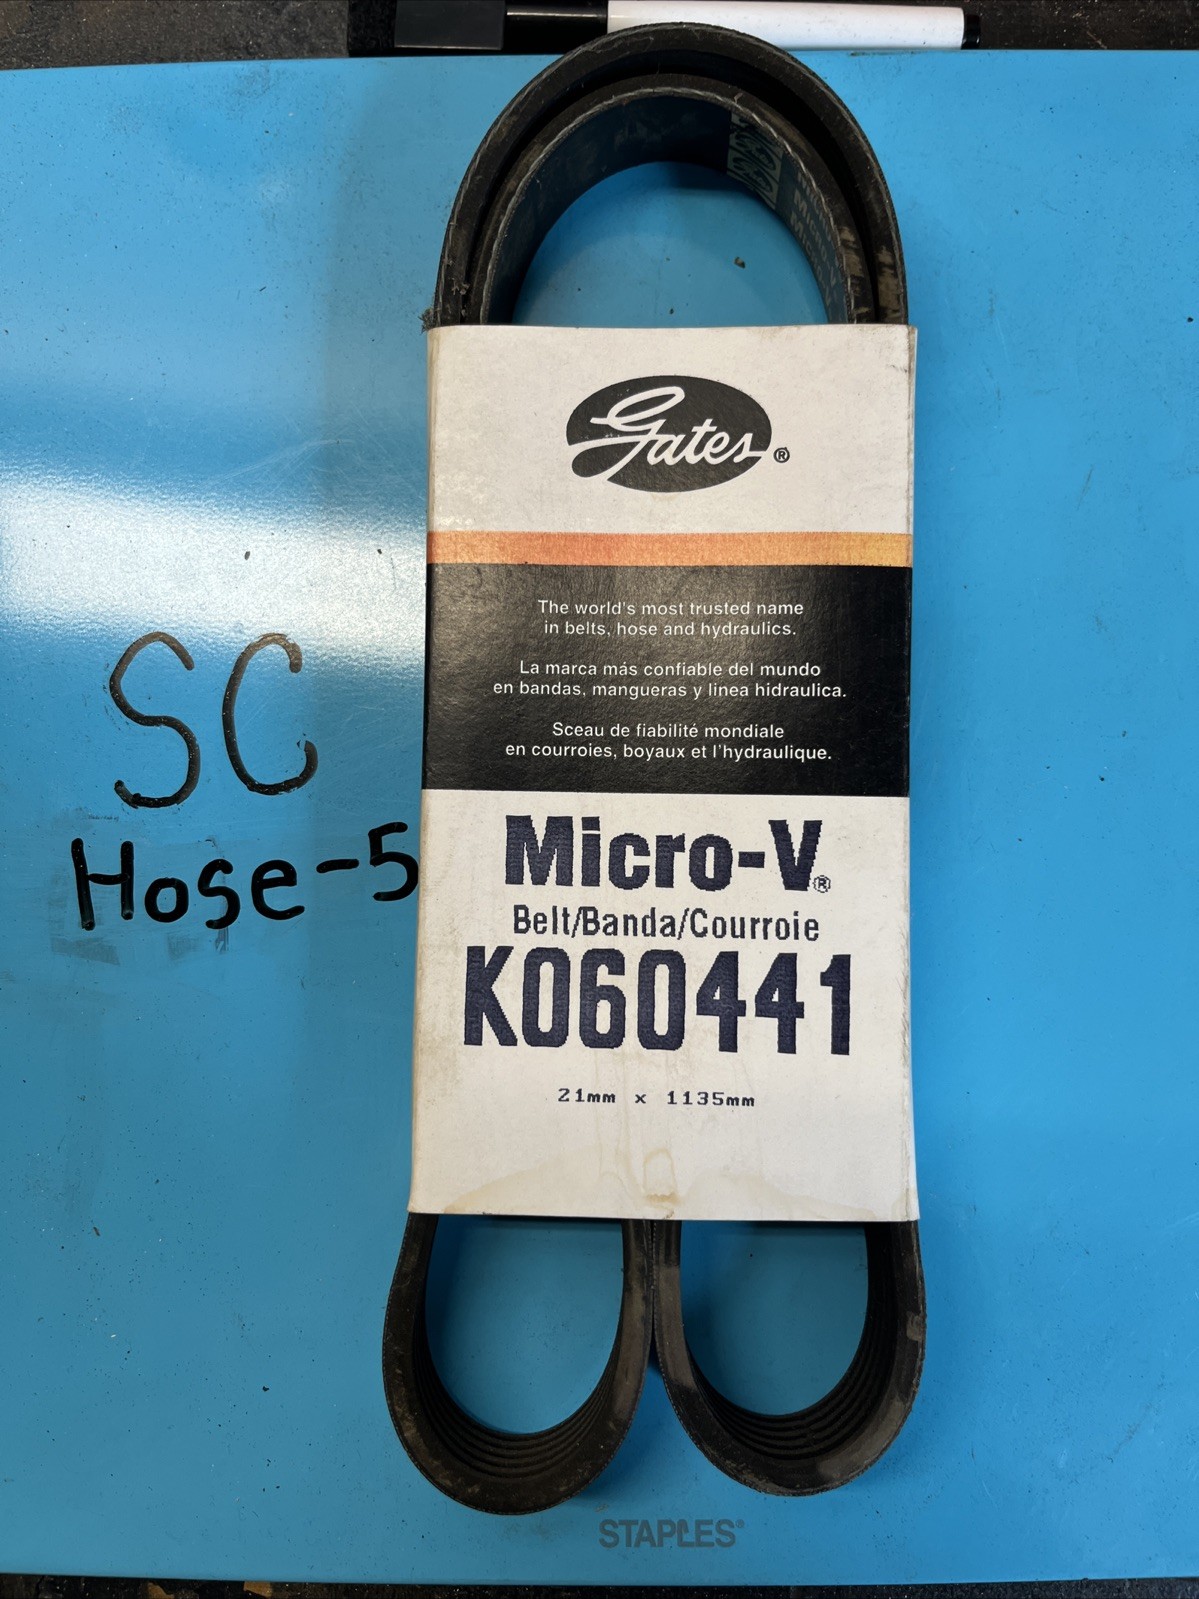 Micro-V
Gates®
The world's most trusted name
in belts, hose and hydraulics.
La marca más confiable del mundo
en bandas, mangueras y linea hidraulica.
Sceau de fiabilité mondiale
en courroies, boyaux et l'hydraulique.
SC
Hose-5
Micro-V®
Belt/Banda/Courroie
K060441
21mm x 1135mm
STAPLES®